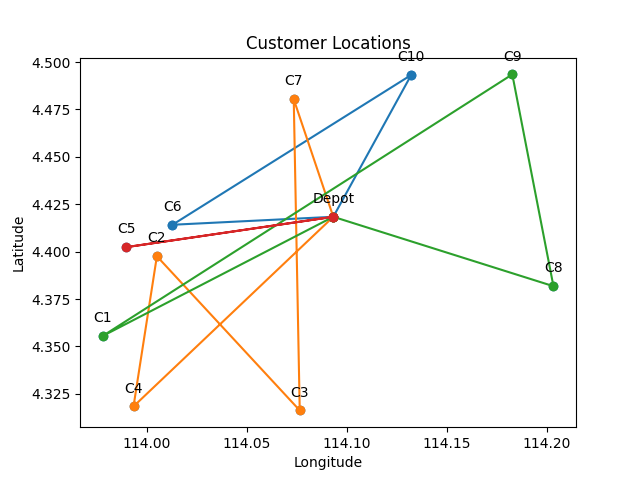 Customer Locations
4.500
4.475
4.450
4.425
4.400
4.375
4.350
4.325
Latitude
C10
C9
C7
Depot
C6
C5
C2
C8
C1
C4
C3
114.00
114.05
114.10
114.15
114.20
Longitude